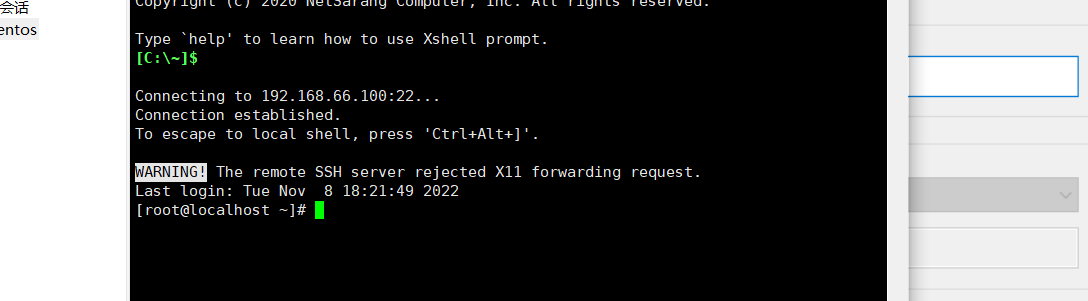 会话
entos
Copyright (c) 2020 NetSarang Computer, Inc. All rights reserved.
Type `help' to learn how to use Xshell prompt.
[C:\~]$
Connecting to 192.168.66.100:22...
Connection established.
To escape to local shell, press 'Ctrl+Alt+]'.
WARNING! The remote SSH server rejected X11 forwarding request.
Last login: Tue Nov  8 18:21:49 2022
[root@localhost ~]#